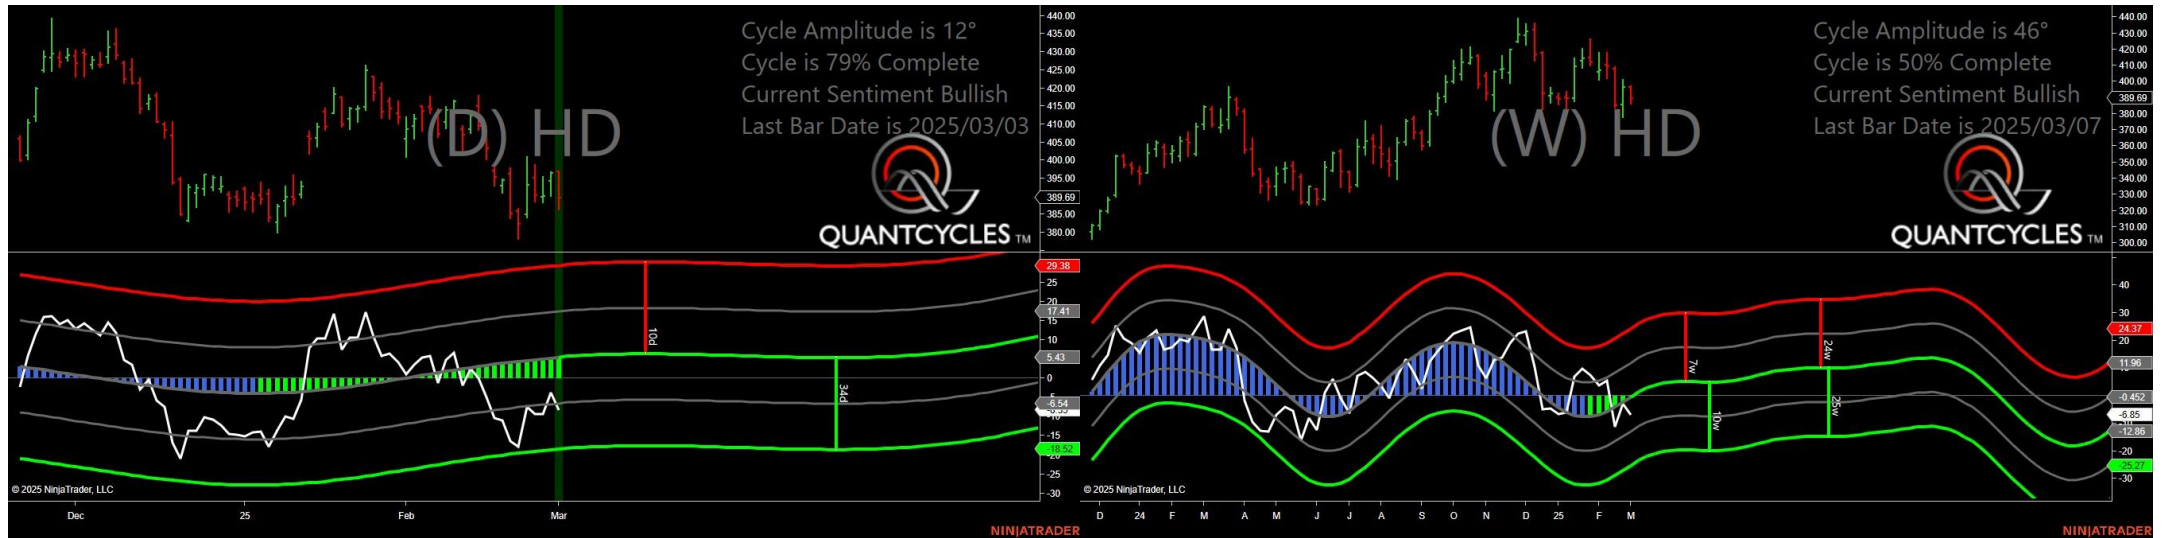 Cycle Amplitude is 12°
Cycle is 79% Complete
Current Sentiment Bullish
Last Bar Date is 2025/03/03
(D) HD
QUANTCYCLES TM
440.00
435.00
430.00
425.00
420.00
415.00
410.00
405.00
400.00
395.00
389.69
385.00
380.00
29.38
25
20
17.41
15
10
5.43
0
-6.54
-15
-18.52
-25
-30
10d
34d
© 2025 NinjaTrader, LLC
Dec
25
Feb
Mar
NINJATRADER
Cycle Amplitude is 46°
Cycle is 50% Complete
Current Sentiment Bullish
Last Bar Date is 2025/03/07
(W) HD
QUANTCYCLES TM
440.00
430.00
420.00
410.00
400.00
389.69
380.00
370.00
360.00
350.00
340.00
330.00
320.00
310.00
300.00
40
30
24.37
20
11.96
-0.452
-6.85
-12.86
-20
-25.27
-30
7w
10w
24w
25w
© 2025 NinjaTrader, LLC
D 24 F M A M J J A S O N D 25 F M
NINJATRADER